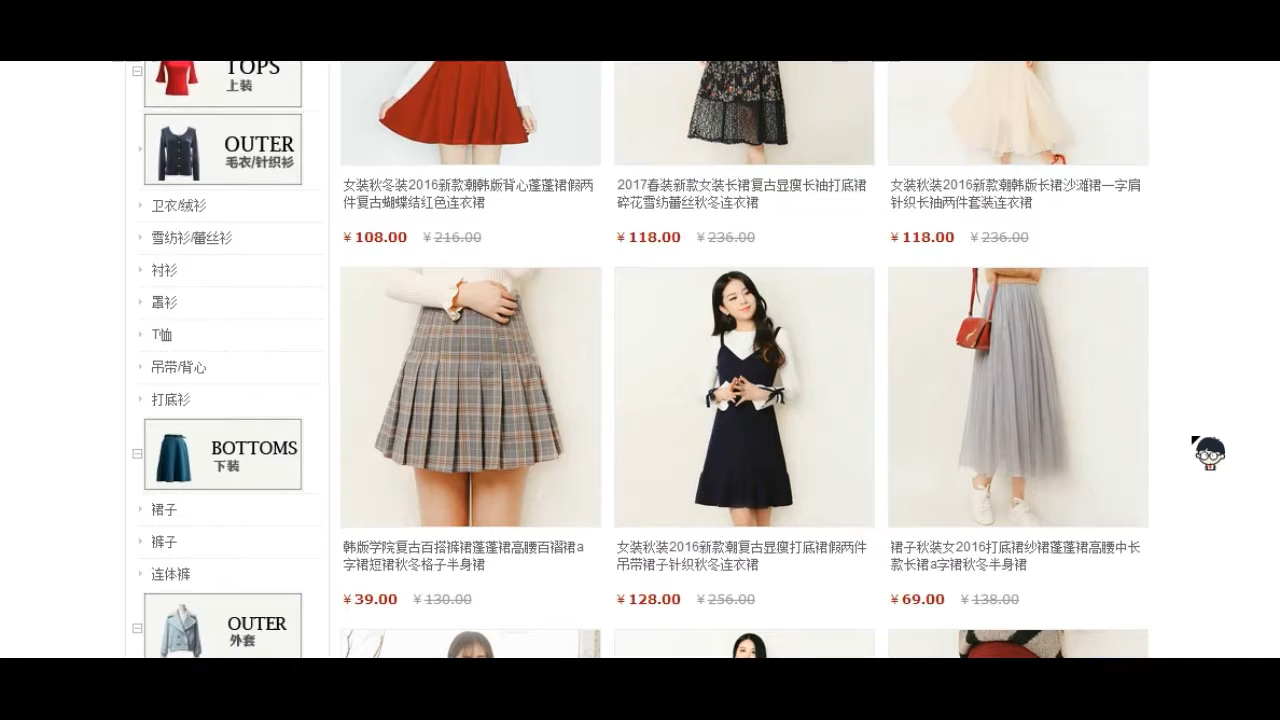 TOPS
上装
OUTER
毛衣/针织衫
卫衣/绒衫
雪纺衫/蕾丝衫
衬衫
罩衫
T恤
吊带/背心
打底衫
BOTTOMS
下装
裙子
裤子
连体裤
OUTER
外套
女装秋冬装2016新款潮韩版背心蓬蓬裙假两
件复古蝴蝶结红色连衣裙
¥ 108.00 ¥ 216.00
2017春装新款女装长裙复古显瘦长袖打底裙
碎花雪纺蕾丝秋冬连衣裙
¥ 118.00 ¥ 236.00
女装秋装2016新款潮韩版长裙沙滩裙一字肩
针织长袖两件套装连衣裙
¥ 118.00 ¥ 236.00
韩版学院复古百搭裤裙蓬蓬裙高腰百褶裙a
字裙短裙秋冬格子半身裙
¥ 39.00 ¥ 130.00
女装秋装2016新款潮复古显瘦打底裙假两件
吊带裙子针织秋冬连衣裙
¥ 128.00 ¥ 256.00
裙子秋装女2016打底裙纱裙蓬蓬裙高腰中长
款长裙a字裙秋冬半身裙
¥ 69.00 ¥ 138.00